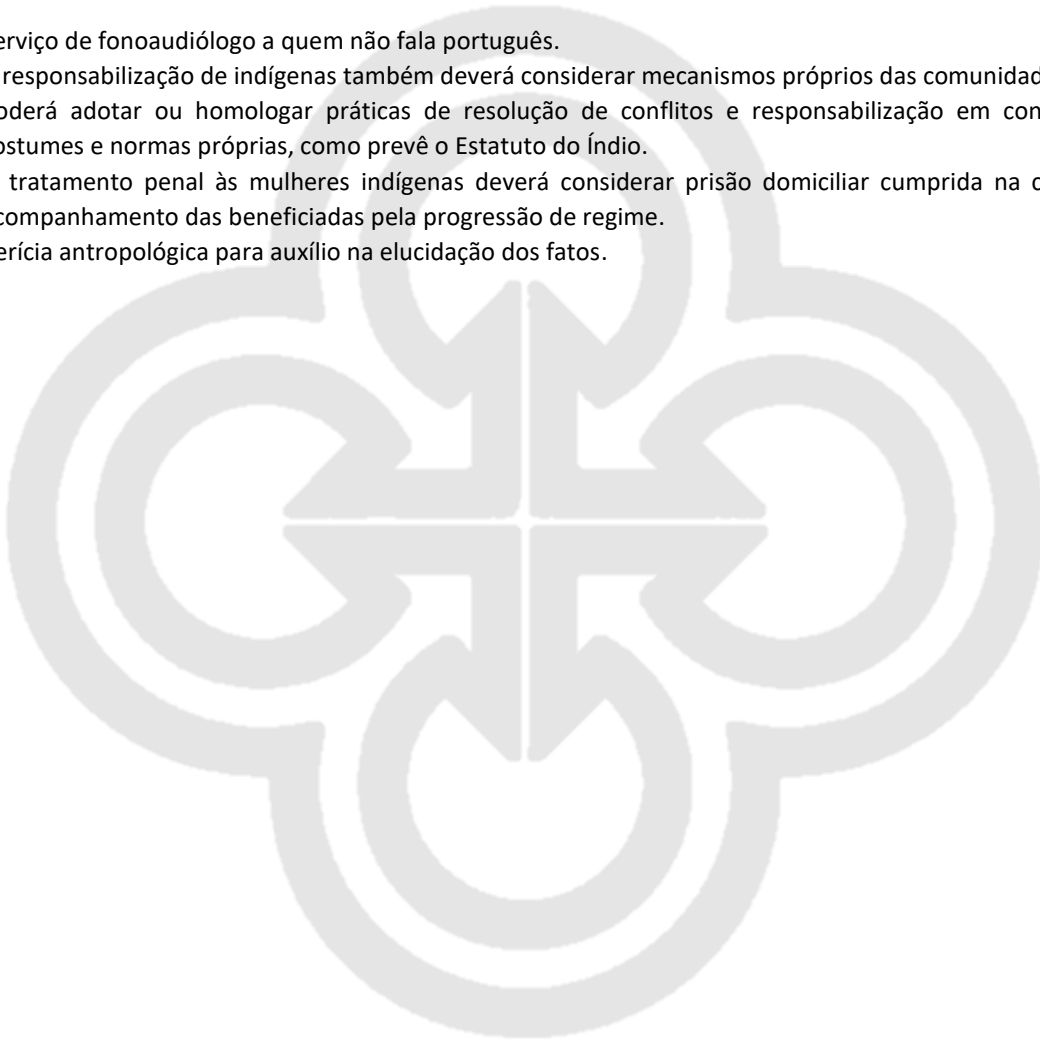 erviço de fonoaudiólogo a quem não fala português.
responsabilização de indígenas também deverá considerar mecanismos próprios das comunidad
oderá adotar ou homologar práticas de resolução de conflitos e responsabilização em con
ostumes e normas próprias, como prevê o Estatuto do Índio.
tratamento penal às mulheres indígenas deverá considerar prisão domiciliar cumprida na c
companhamento das beneficiadas pela progressão de regime.
erícia antropológica para auxílio na elucidação dos fatos.